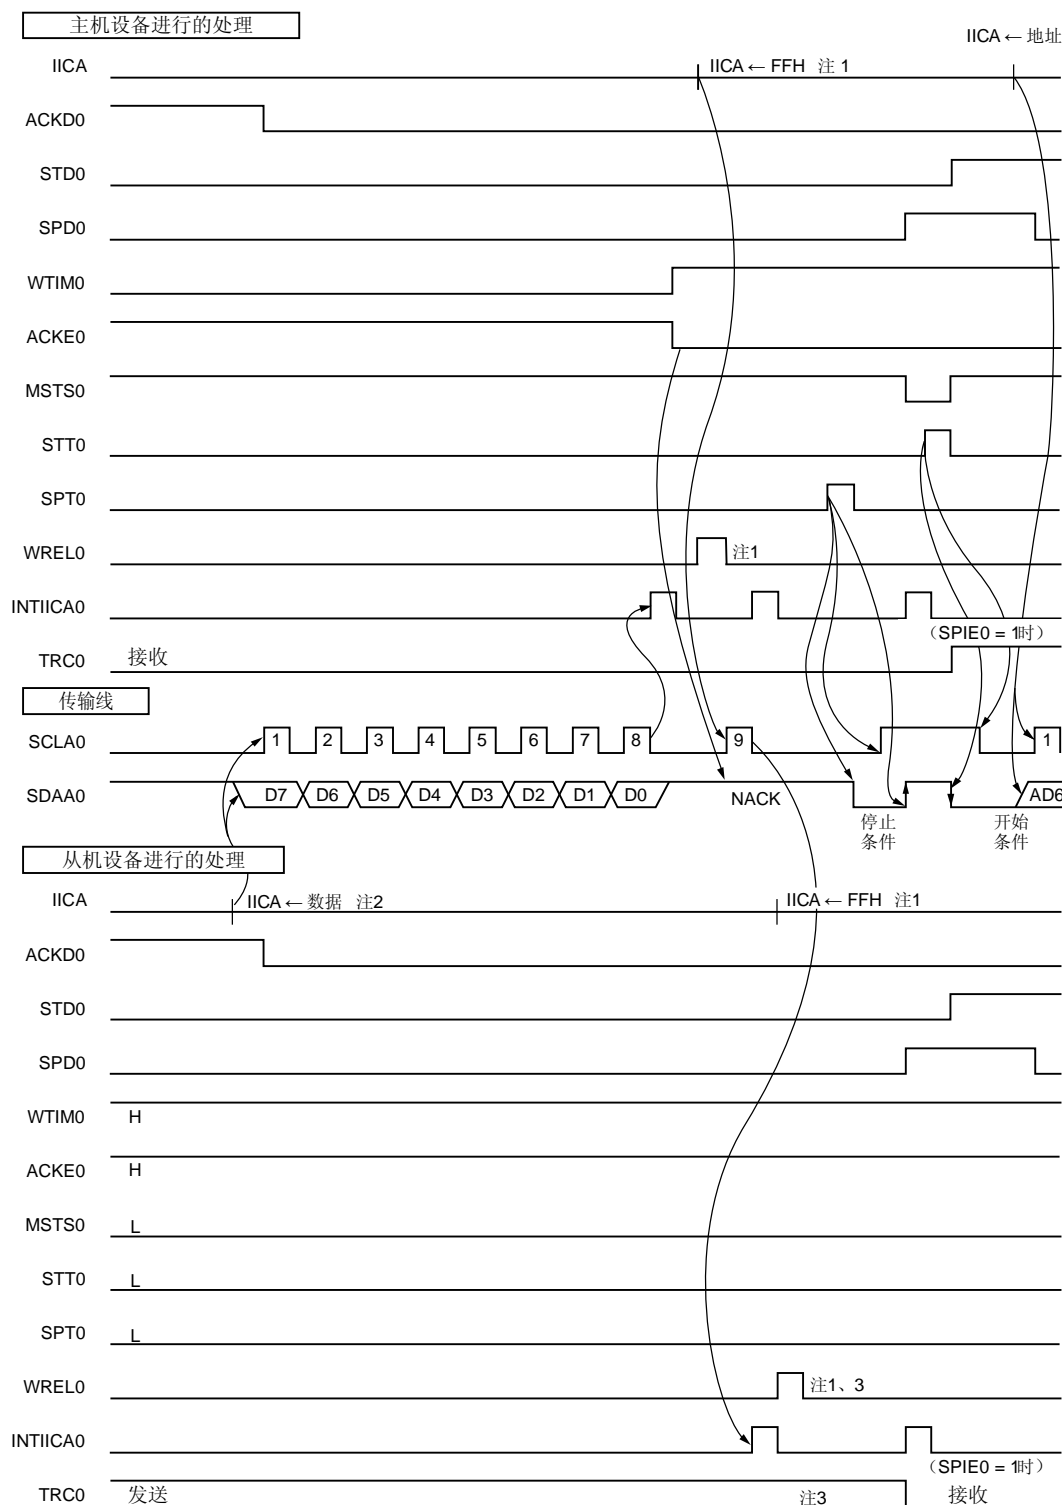 主机设备进行的处理
IICA ← 地址
IICA
IICA ← FFH 注 1
ACKD0
STD0
SPD0
WTIM0
ACKE0
MSTS0
STT0
SPT0
WREL0
注1
INTIICA0
（SPIE0 = 1时）
TRC0 接收
传输线
SCLA0 1 2 3 4 5 6 7 8 9 1
SDAA0 D7 D6 D5 D4 D3 D2 D1 D0 NACK AD6
停止
条件
开始
条件
从机设备进行的处理
IICA
IICA ← 数据 注2
IICA ← FFH 注1
ACKD0
STD0
SPD0
WTIM0 H
ACKE0 H
MSTS0 L
STT0 L
SPT0 L
WREL0
注1、3
INTIICA0
（SPIE0 = 1时）
TRC0 发送 注3 接收